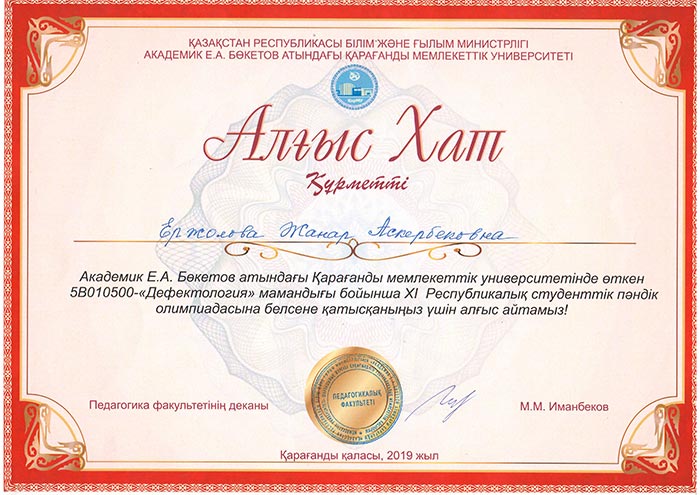 ҚАЗАҚСТАН РЕСПУБЛИКАСЫ БІЛІМ ЖӘНЕ ҒЫЛЫМ МИНИСТРЛІГІ
АКАДЕМИК Е.А. БӨКЕТОВ АТЫНДАҒЫ ҚАРАҒАНДЫ МЕМЛЕКЕТТІК УНИВЕРСИТЕТІ
ҚарМУ
Алғыс Хат
Құрметті
Ержолова Жанар Аскербековна
Академик Е.А. Бөкетов атындағы Қарағанды мемлекеттік университетінде өткен
5В010500-«Дефектология» мамандығы бойынша ХІ Республикалық студенттік пәндік
олимпиадасына белсене қатысқаныңыз үшін алғыс айтамыз!
ПЕДАГОГИКАЛЫҚ
ФАКУЛЬТЕТІ
Педагогика факультетінің деканы
М.М. Иманбеков
Қарағанды қаласы, 2019 жыл